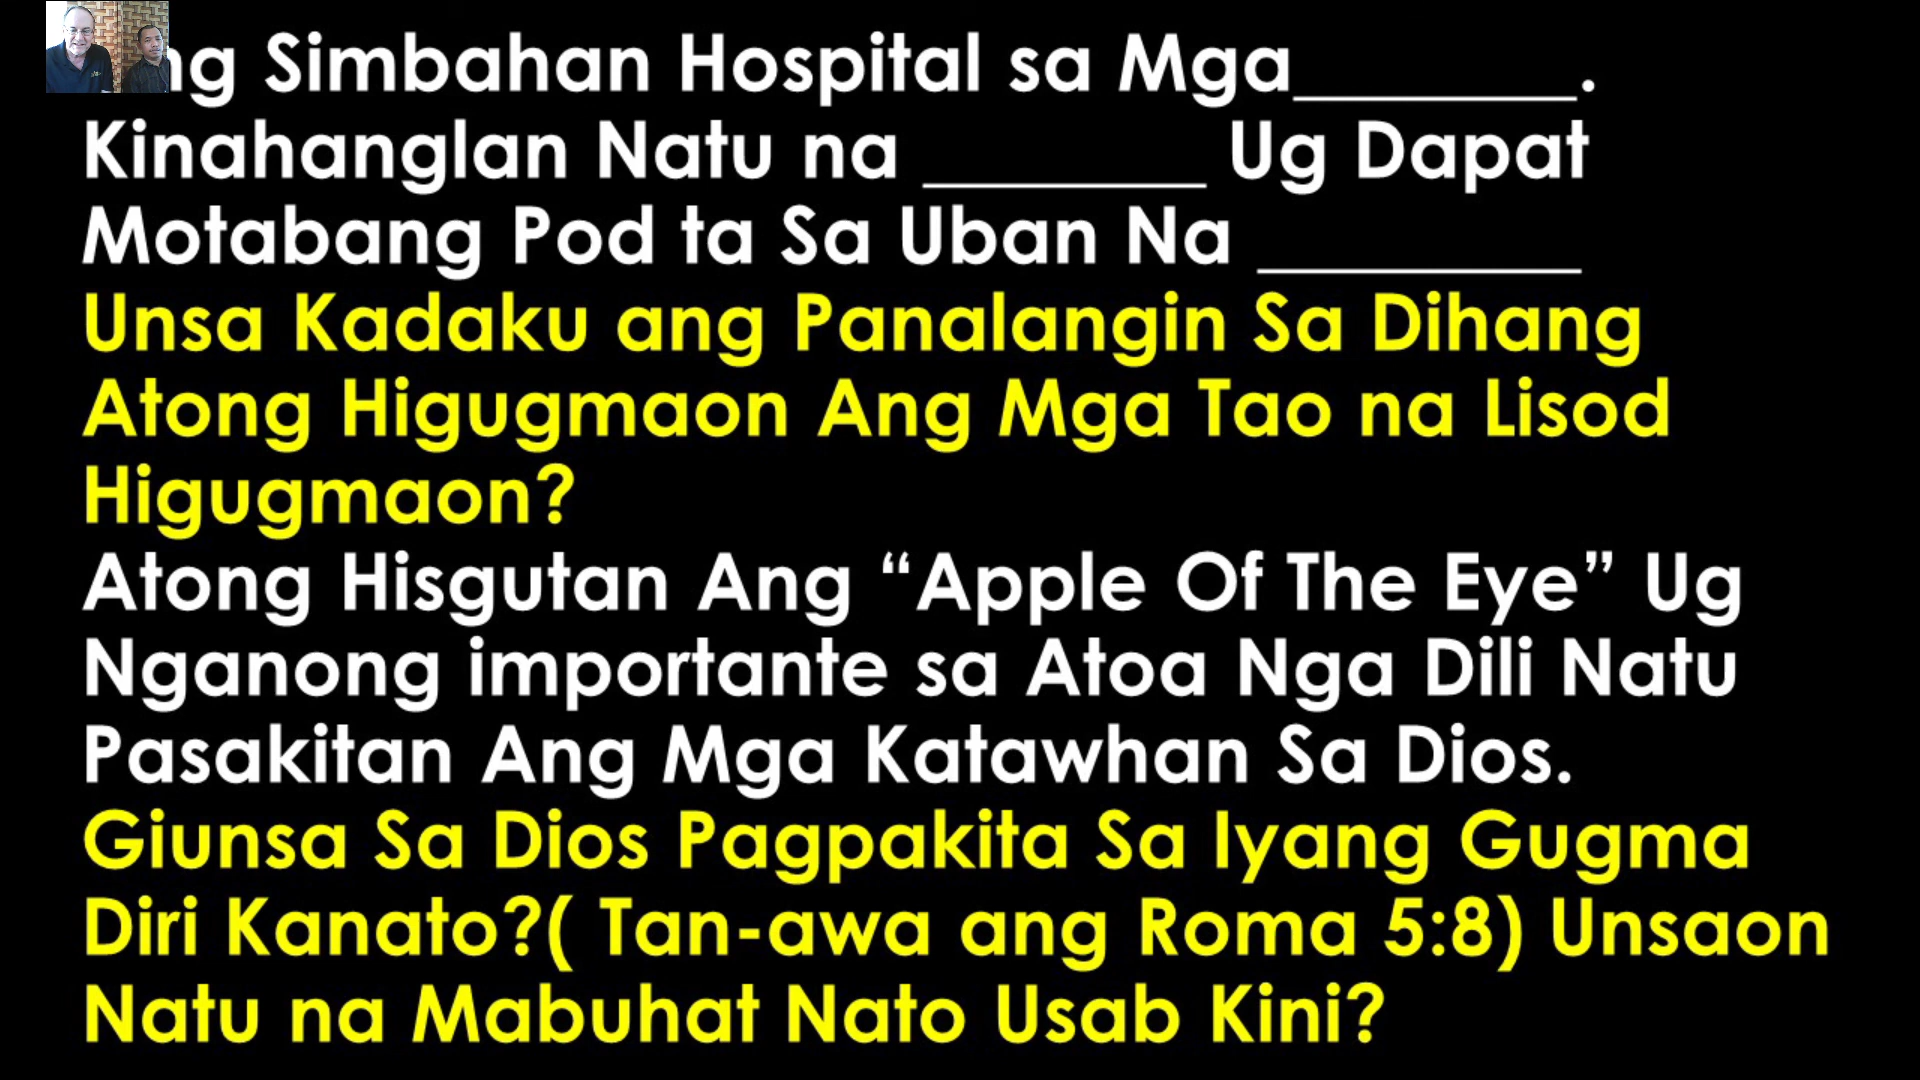 ng Simbahan Hospital sa Mga_______.
Kinahanglan Natu na _______ Ug Dapat
Motabang Pod ta Sa Uban Na ________
Unsa Kadaku ang Panalangin Sa Dihang
Atong Higugmaon Ang Mga Tao na Lisod
Higugmaon?
Atong Hisgutan Ang “Apple Of The Eye” Ug
Nganong importante sa Atoa Nga Dili Natu
Pasakitan Ang Mga Katawhan Sa Dios.
Giunsa Sa Dios Pagpakita Sa Iyang Gugma
Diri Kanato?( Tan-awa ang Roma 5:8) Unsaon
Natu na Mabuhat Nato Usab Kini?